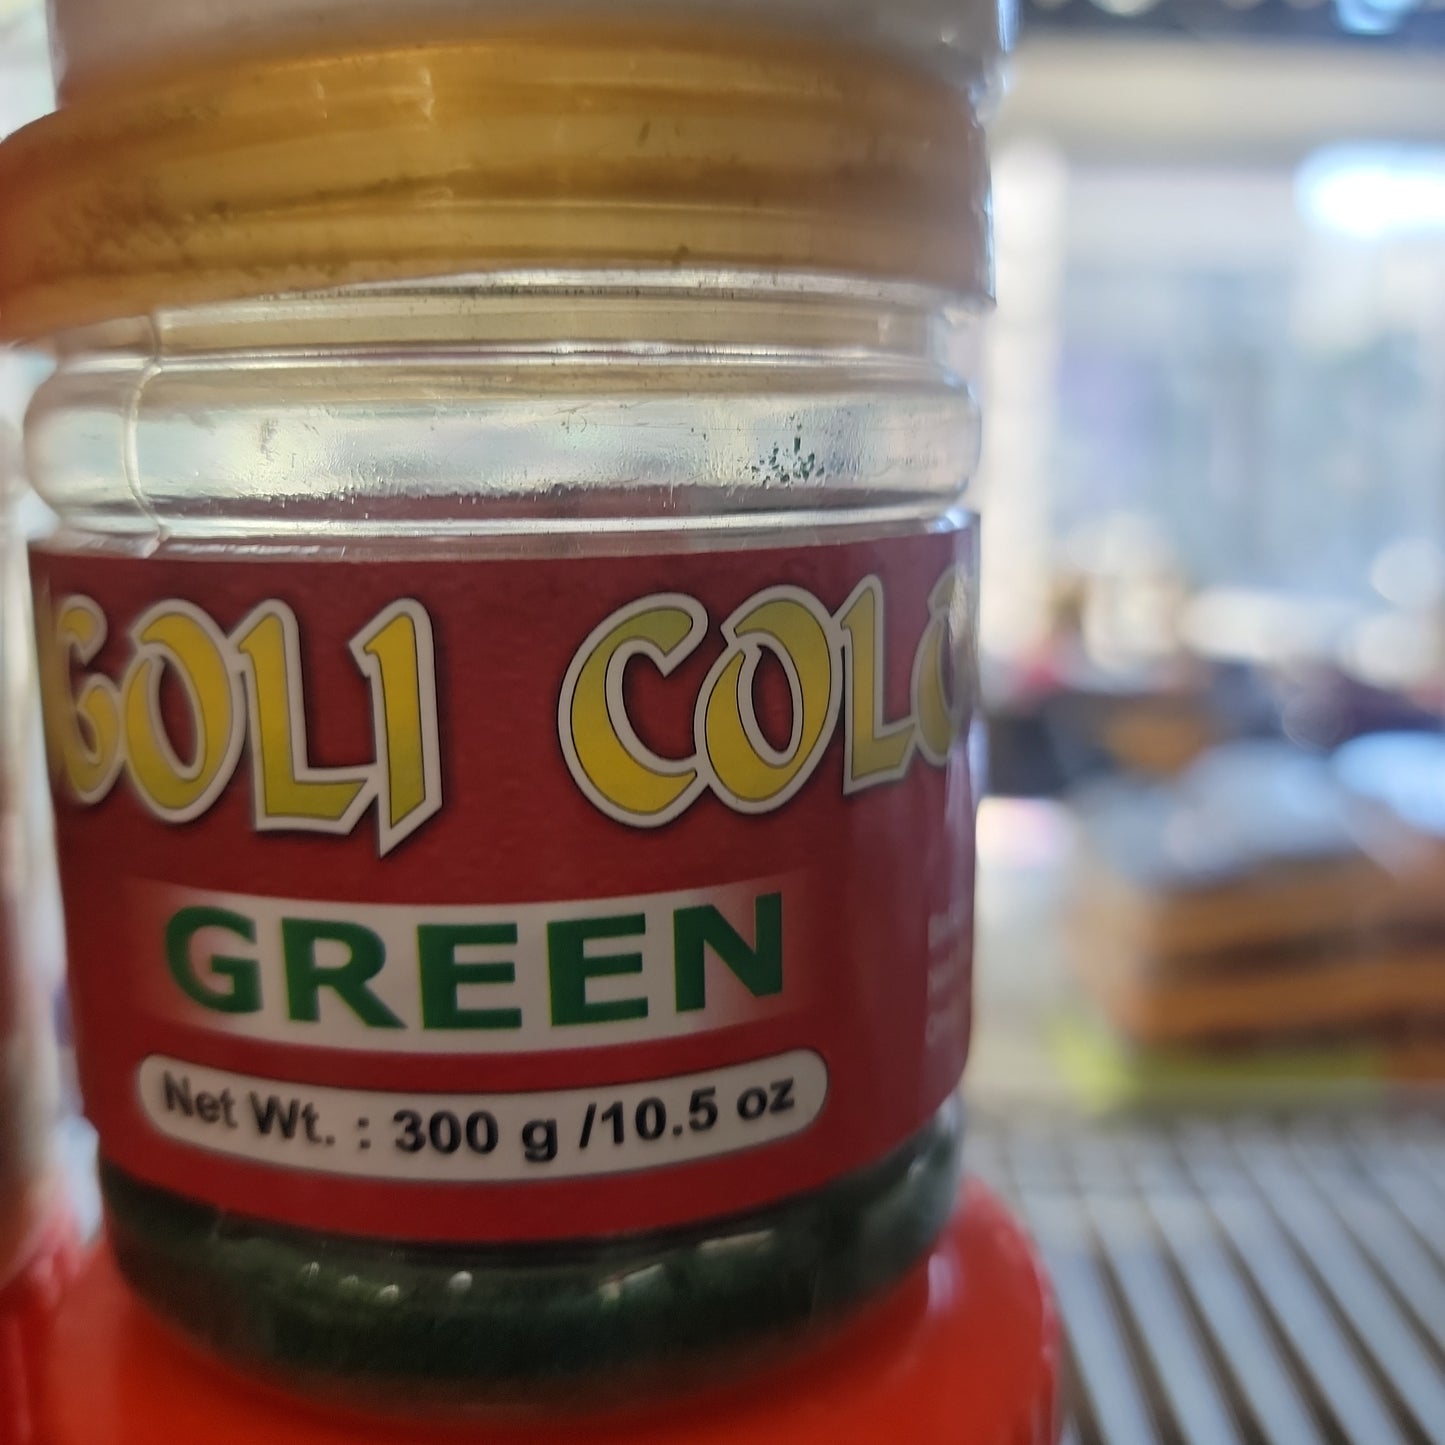 GOLI COLO
GREEN
Net Wt. : 300 g /10.5 oz